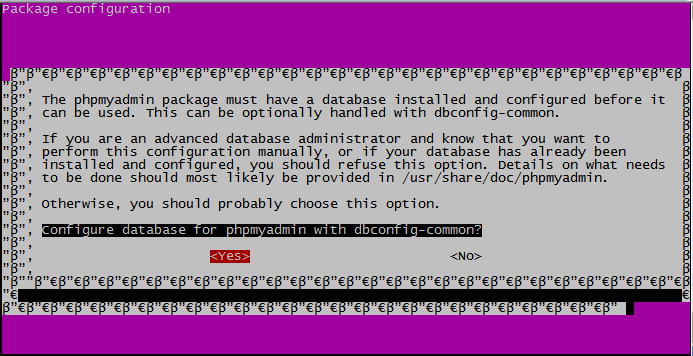 Package configuration
The phpmyadmin package must have a database installed and configured before it
can be used. This can be optionally handled with dbconfig-common.
If you are an advanced database administrator and know that you want to
perform this configuration manually, or if your database has already been
installed and configured, you should refuse this option. Details on what needs
to be done should most likely be provided in /usr/share/doc/phpmyadmin.
Otherwise, you should probably choose this option.
Configure database for phpmyadmin with dbconfig-common?
<Yes> <No>